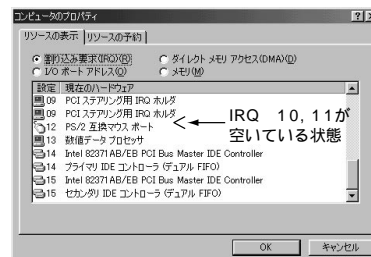 コンピュータのプロパティ
リソースの表示 リソースの予約
割り込み要求(IRQ)(R) ダイレクト メモリ アクセス(DMA)(D)
I/O ポート アドレス(O) メモリ(M)
設定 現在のハードウェア
09 PCI ステアリング用 IRQ ホルダ
09 PCI ステアリング用 IRQ ホルダ
12 PS/2 互換マウス ポート
13 数値データ プロセッサ
14 Intel 82371AB/EB PCI Bus Master IDE Controller
14 プライマリ IDE コントローラ (デュアル FIFO)
15 Intel 82371AB/EB PCI Bus Master IDE Controller
15 セカンダリ IDE コントローラ (デュアル FIFO)
IRQ 10,11が
空いている状態
OK キャンセル